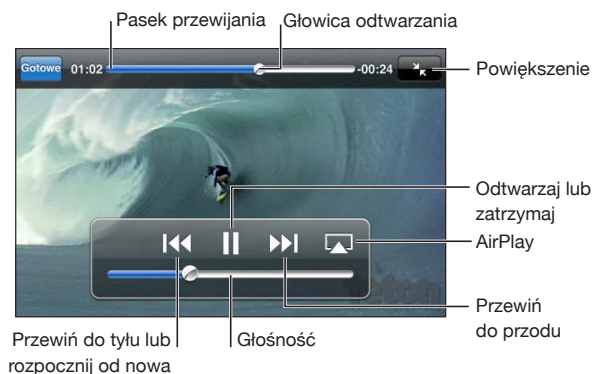 Pasek przewijania
Głowica odtwarzania
Gotowe
01:02
-00:24
Powiększenie
Odtwarzaj lub
zatrzymaj
AirPlay
Przewiń
do przodu
Przewiń do tyłu lub
rozpocznij od nowa
Głośność